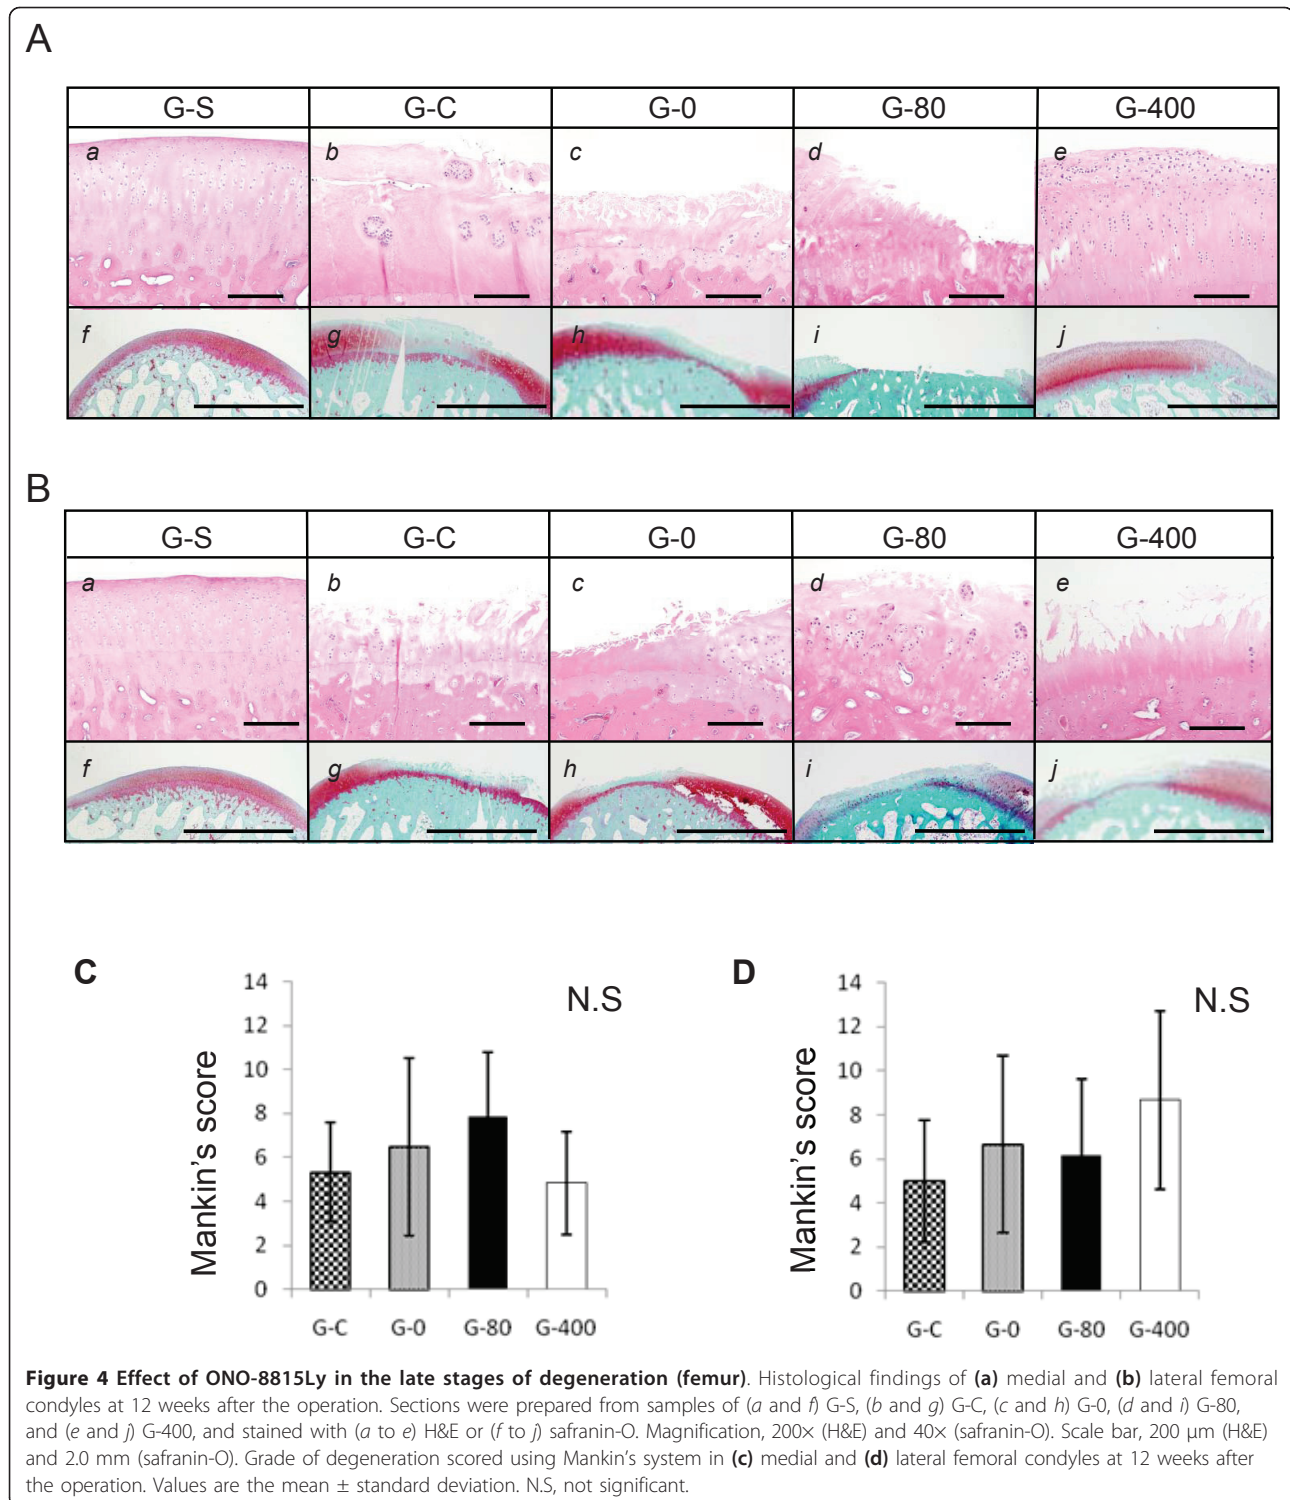 A
G-S G-C G-0 G-80 G-400
a b c d e
f g h i j
B
G-S G-C G-0 G-80 G-400
a b c d e
f g h i j
C
N.S
Mankin's score
14
12
10
8
6
4
2
0
G-C G-0 G-80 G-400
D
N.S
Mankin's score
14
12
10
8
6
4
2
0
G-C G-0 G-80 G-400
Figure 4 Effect of ONO-8815Ly in the late stages of degeneration (femur). Histological findings of (a) medial and (b) lateral femoral
condyles at 12 weeks after the operation. Sections were prepared from samples of (a and f) G-S, (b and g) G-C, (c and h) G-0, (d and i) G-80,
and (e and j) G-400, and stained with (a to e) H&E or (f to j) safranin-O. Magnification, 200× (H&E) and 40× (safranin-O). Scale bar, 200 μm (H&E)
and 2.0 mm (safranin-O). Grade of degeneration scored using Mankin's system in (c) medial and (d) lateral femoral condyles at 12 weeks after
the operation. Values are the mean ± standard deviation. N.S, not significant.